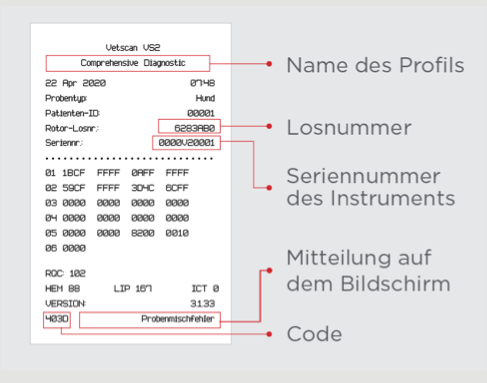 Vetscan VS2
Comprehensive Diagnostic
22 Apr 2020 07:48
Probentyp: Hund
Patienten-ID: 00001
Rotor-Losnr.: 6283AB0
Seriennr.: 0000V20001
01 1BCF FFFF 0AFF FFFF
02 59CF FFFF 3D4C 6CFF
03 0000 0000 0000 0000
04 0000 0000 0000 0000
05 0000 0000 8200 0010
06 0000
RQC: 102
HEM 88 LIP 167 ICT 0
VERSION: 3.1.33
403D Probenmischfehler
Name des Profils
Losnummer
Seriennummer
des Instruments
Mitteilung auf
dem Bildschirm
Code